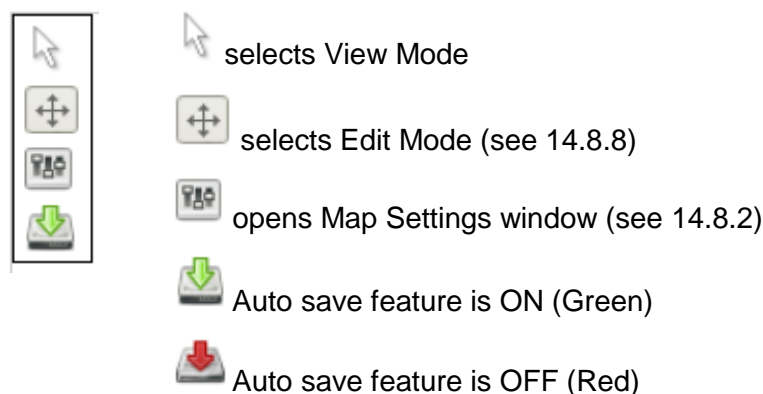 selects View Mode
selects Edit Mode (see 14.8.8)
opens Map Settings window (see 14.8.2)
Auto save feature is ON (Green)
Auto save feature is OFF (Red)